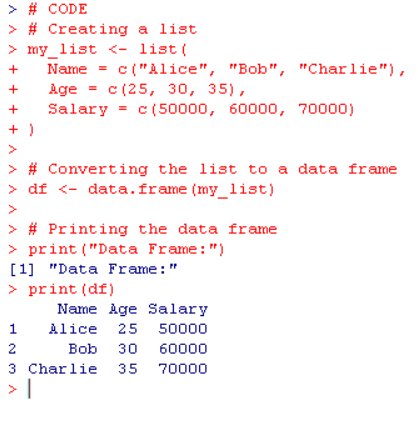 > # CODE
> # Creating a list
> my_list <- list(
+   Name = c("Alice", "Bob", "Charlie"),
+   Age = c(25, 30, 35),
+   Salary = c(50000, 60000, 70000)
+ )
>
> # Converting the list to a data frame
> df <- data.frame(my_list)
>
> # Printing the data frame
> print("Data Frame:")
[1] "Data Frame:"
> print(df)
     Name Age Salary
1   Alice  25  50000
2     Bob  30  60000
3 Charlie  35  70000
>